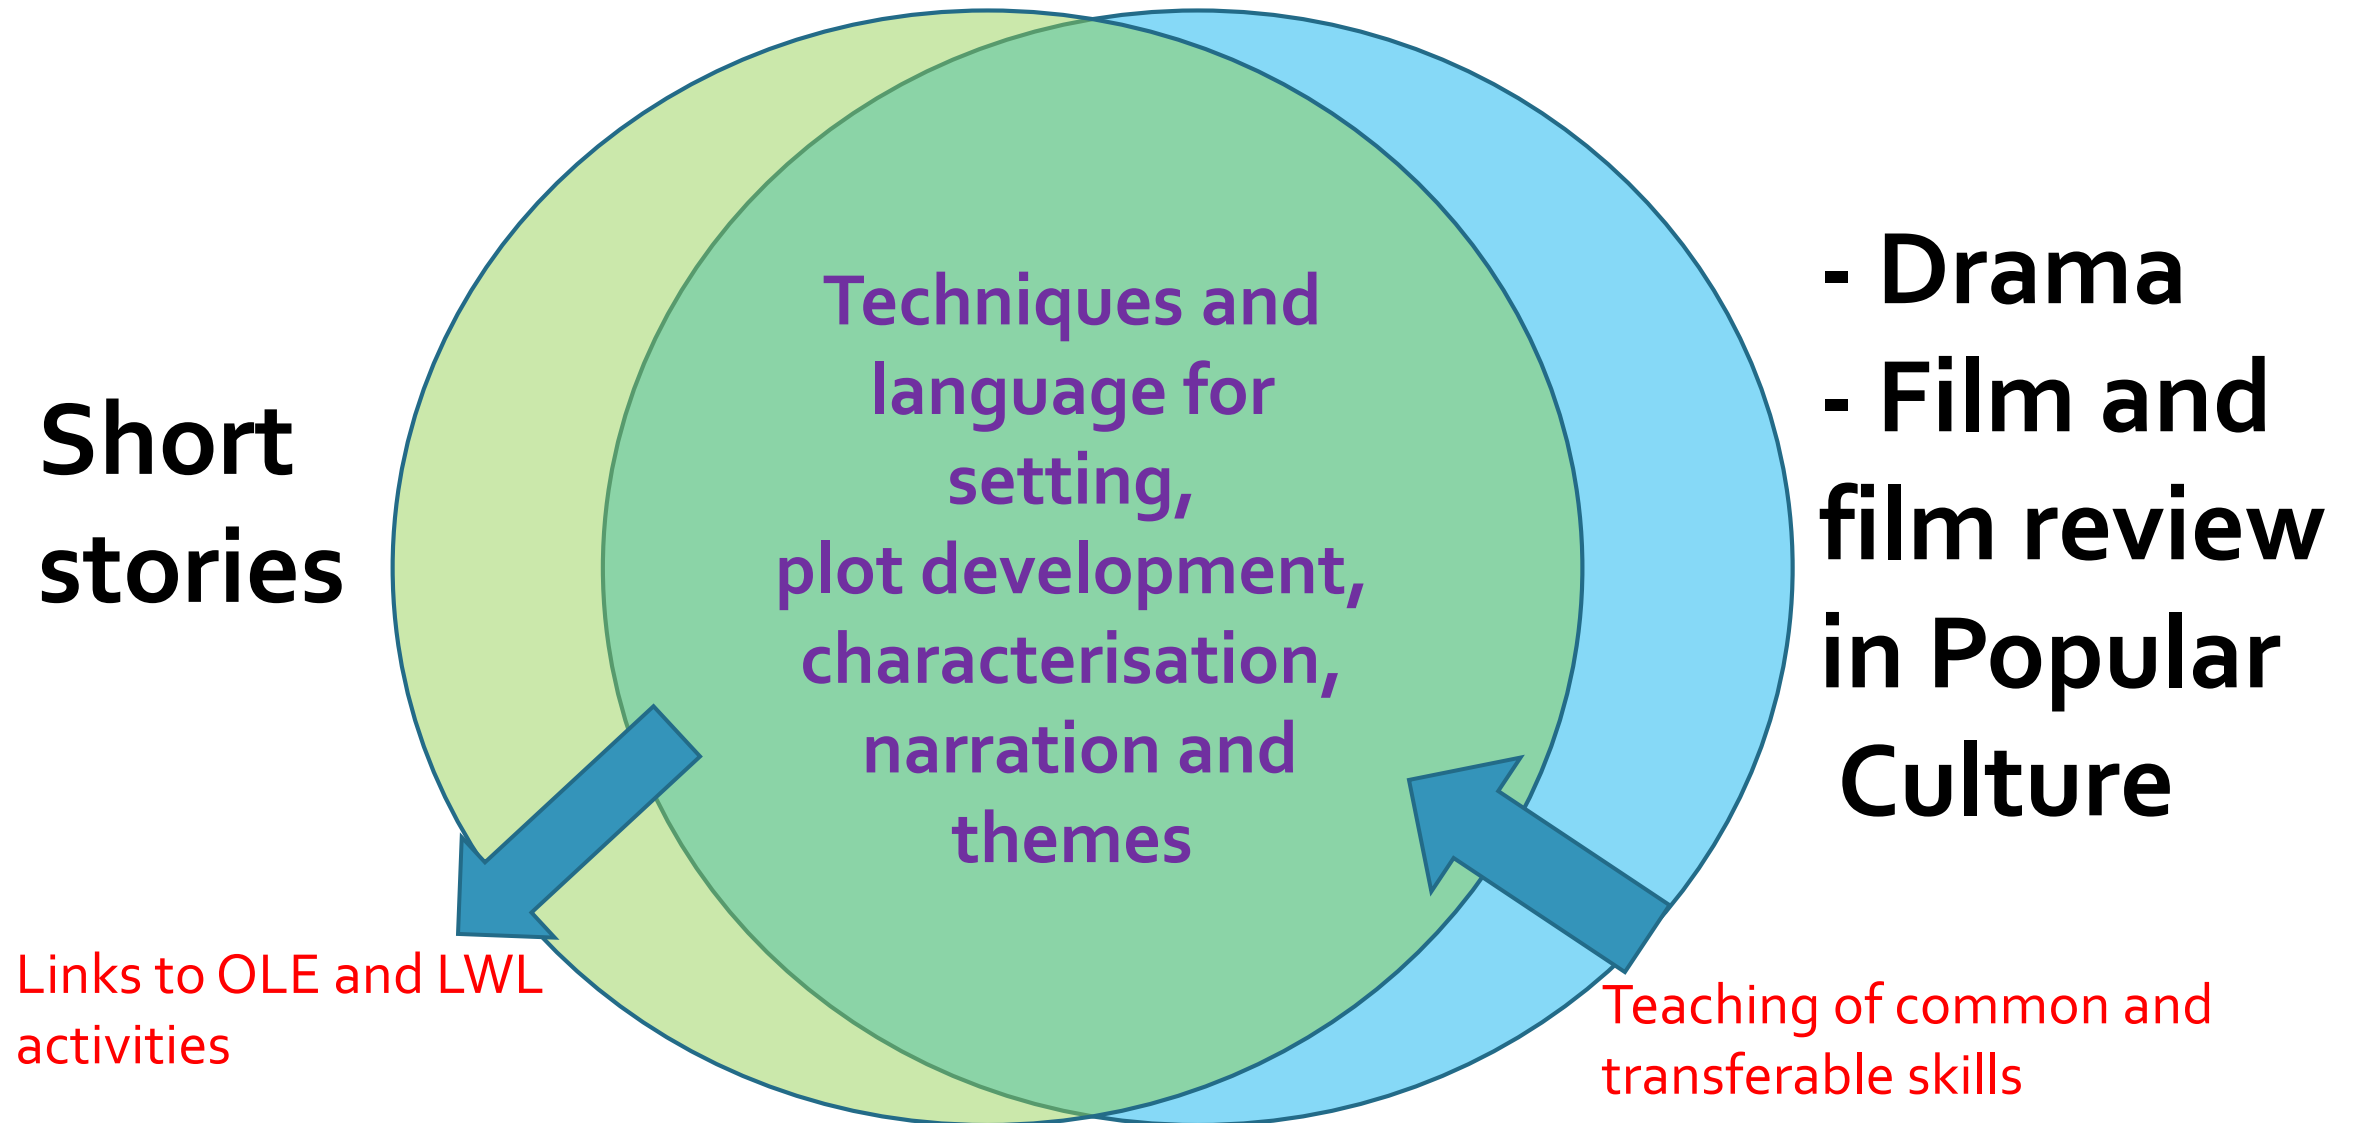 Short
stories
Techniques and
language for
setting,
plot development,
characterisation,
narration and
themes
- Drama
- Film and
film review
in Popular
Culture
Links to OLE and LWL
activities
Teaching of common and
transferable skills